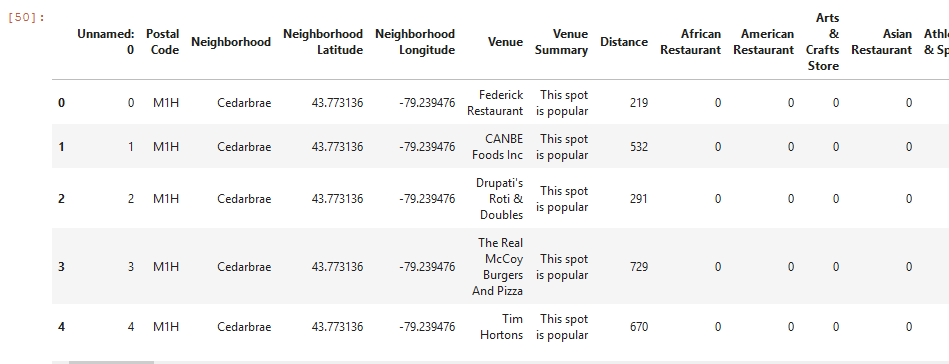 [50]:
Unnamed: 0 Postal Code Neighborhood Neighborhood Latitude Neighborhood Longitude Venue Venue Summary Distance African Restaurant American Restaurant Arts & Crafts Store Asian Restaurant Athl & Sp
0 0 M1H Cedarbrae 43.773136 -79.239476 Federick Restaurant This spot is popular 219 0 0 0 0
1 1 M1H Cedarbrae 43.773136 -79.239476 CANBE Foods Inc This spot is popular 532 0 0 0 0
2 2 M1H Cedarbrae 43.773136 -79.239476 Drupati's Roti & Doubles This spot is popular 291 0 0 0 0
3 3 M1H Cedarbrae 43.773136 -79.239476 The Real McCoy Burgers And Pizza This spot is popular 729 0 0 0 0
4 4 M1H Cedarbrae 43.773136 -79.239476 Tim Hortons This spot is popular 670 0 0 0 0